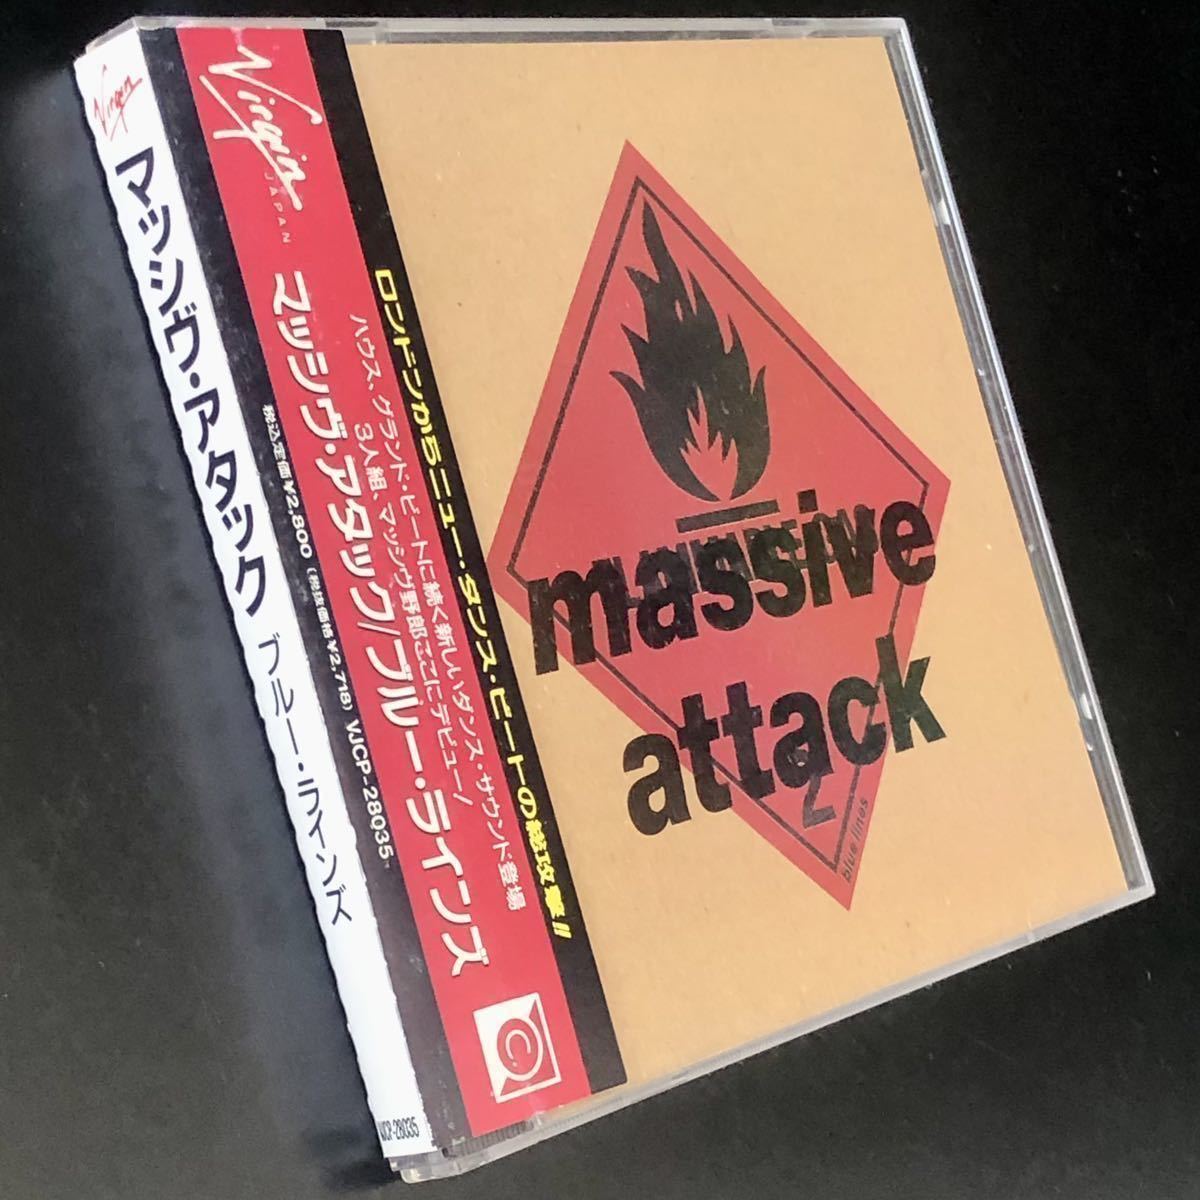 Virgin
マッシヴ・アタック ブルー・ラインズ
VJCP-28035
Virgin
JAPAN
マッシヴ・アタック/ブルー・ラインズ
税込定価¥2,800 (税抜価格¥2,718) VJCP-28035
ロンドンからニュー・ダンス・ビートの総攻撃!!
ハウス、グランド・ビートに続く新しいダンス・サウンド登場
3人組、マッシヴ野郎ここにデビュー!
C
massive
attack
2
blue lines